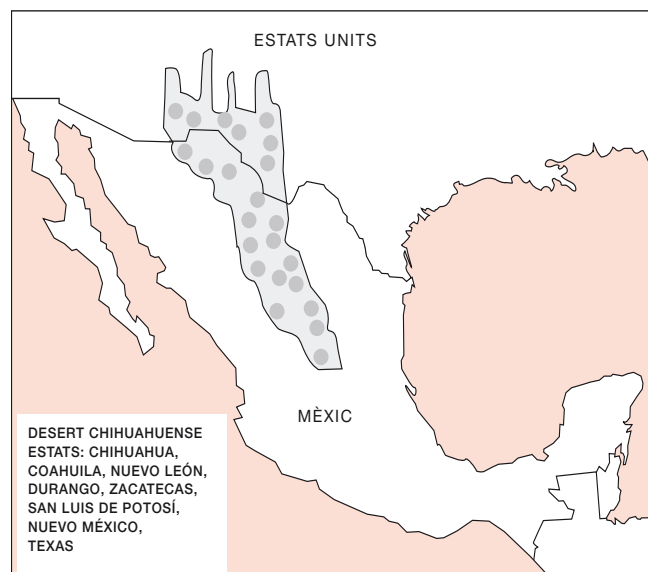 ESTATS UNITS
MÈXIC
DESERT CHIHUAHUENSE
ESTATS: CHIHUAHUA,
COAHUILA, NUEVO LEÓN,
DURANGO, ZACATECAS,
SAN LUIS DE POTOSÍ,
NUEVO MÉXICO,
TEXAS